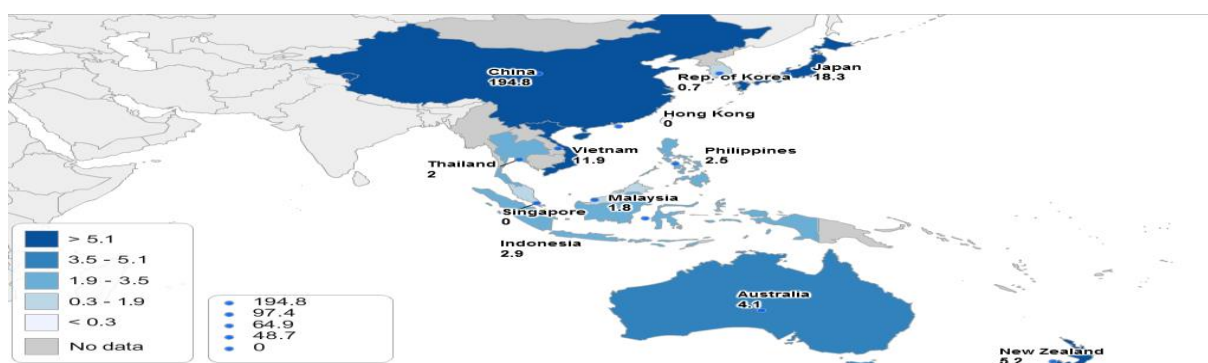 China
194.8
Japan
18.3
Rep. of Korea
0.7
Hong Kong
0
Vietnam
11.9
Philippines
2.5
Thailand
2
Malaysia
1.8
Singapore
0
Indonesia
2.9
Australia
4.1
New Zealand
5.2
> 5.1
3.5 - 5.1
1.9 - 3.5
0.3 - 1.9
< 0.3
No data
194.8
97.4
64.9
48.7
0